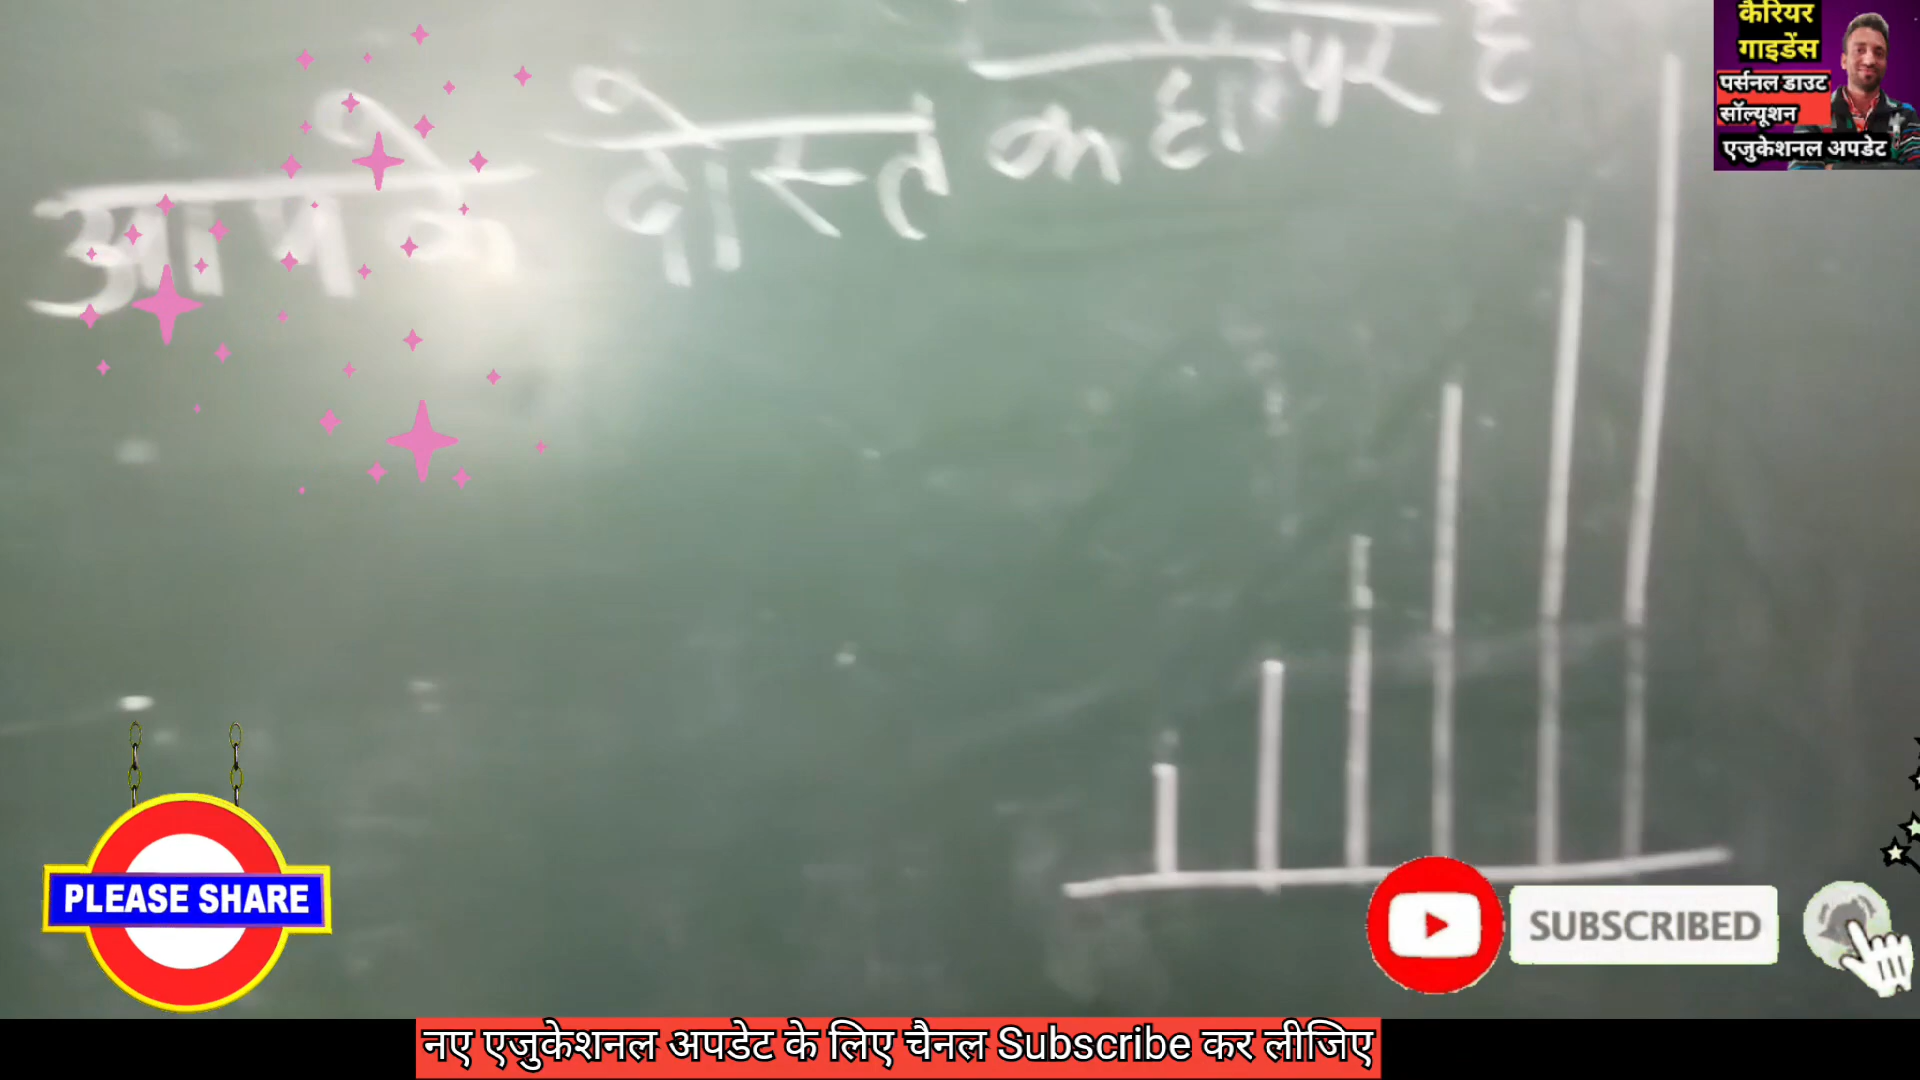 आपके दोस्त का
पर है
कैरियर
गाइडेंस
पर्सनल डाउट
सॉल्यूशन
एजुकेशनल अपडेट
PLEASE SHARE
SUBSCRIBED
नए एजुकेशनल अपडेट के लिए चैनल Subscribe कर लीजिए